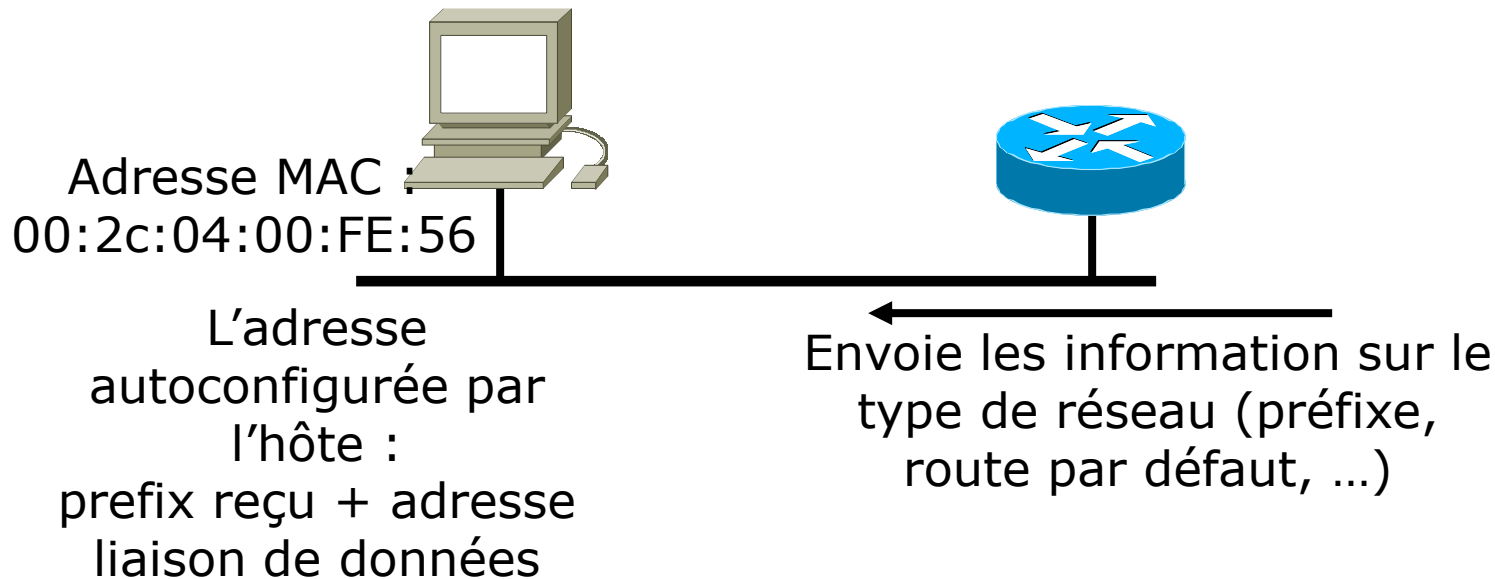 Adresse MAC :
00:2c:04:00:FE:56
L’adresse
autoconfigurée par
l’hôte :
prefix reçu + adresse
liaison de données
Envoie les information sur le
type de réseau (préfixe,
route par défaut, …)